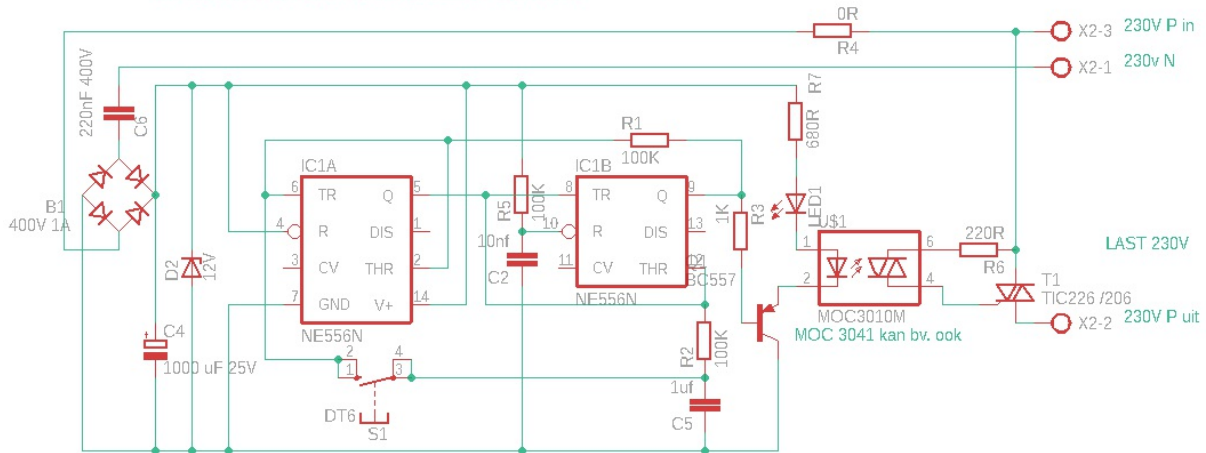 0R
R4
X2-3 230V P in
X2-1 230v N
220nF 400V
C6
R7
680R
R1
100K
IC1A
6 TR Q 5
4 R DIS 1
3 CV THR 2
7 GND V+ 14
NE556N
R5
100K
10nf
C2
IC1B
8 TR Q 9
10 R DIS 13
11 CV THR 12
NE556N
1K
R3
LED1
U$1
1
2
6
4
MOC3010M
MOC 3041 kan bv. ook
220R
R6
LAST 230V
T1
TIC226 /206
X2-2 230V P uit
B1
400V 1A
D2
12V
C4
1000 uF 25V
2
1
4
3
DT6
S1
R2
100K
1uf
C5